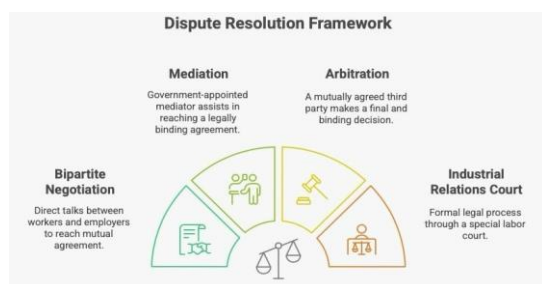 Dispute Resolution Framework
Mediation
Government-appointed
mediator assists in
reaching a legally
binding agreement.
Arbitration
A mutually agreed third
party makes a final and
binding decision.
Bipartite
Negotiation
Direct talks between
workers and employers
to reach mutual
agreement.
Industrial
Relations Court
Formal legal process
through a special labor
court.